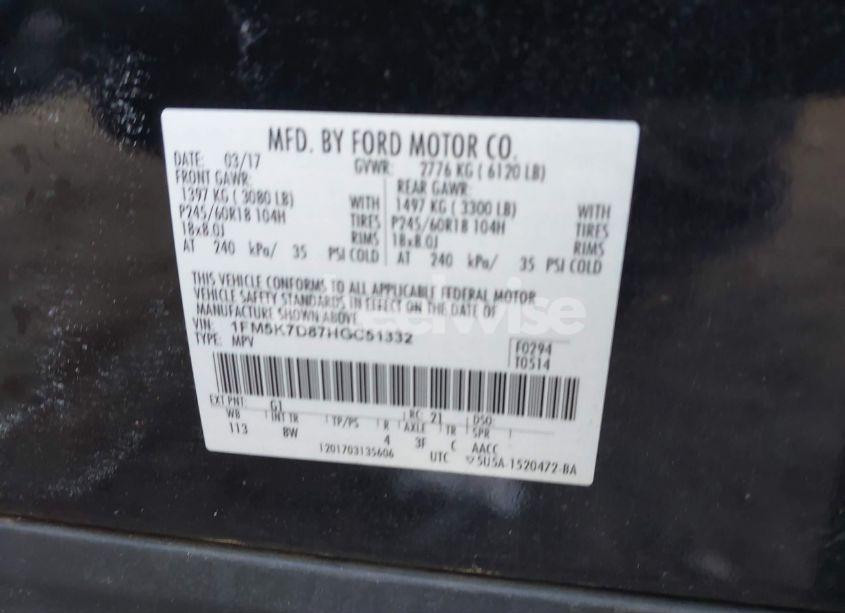 MFD. BY FORD MOTOR CO.
DATE: 03/17 GVWR: 2776 KG ( 6120 LB)
FRONT GAWR: REAR GAWR:
1397 KG ( 3080 LB) WITH 1497 KG ( 3300 LB) WITH
P245/60R18 104H TIRES P245/60R18 104H TIRES
18x8.0J RIMS 18x8.0J RIMS
AT 240 kPa/ 35 PSI COLD AT 240 kPa/ 35 PSI COLD
THIS VEHICLE CONFORMS TO ALL APPLICABLE FEDERAL MOTOR
VEHICLE SAFETY STANDARDS IN EFFECT ON THE DATE OF
MANUFACTURE SHOWN ABOVE
VIN: 1FM5K7D87HGC51332
TYPE: MPV
F0294
T0514
EXT PNT: G1 RC: 21 DSO:
WB INT TR TP/PS R AXLE TR SPR
113 BW 4 3F C AACC
1201703135606 UTC 5U5A-1520472-BA